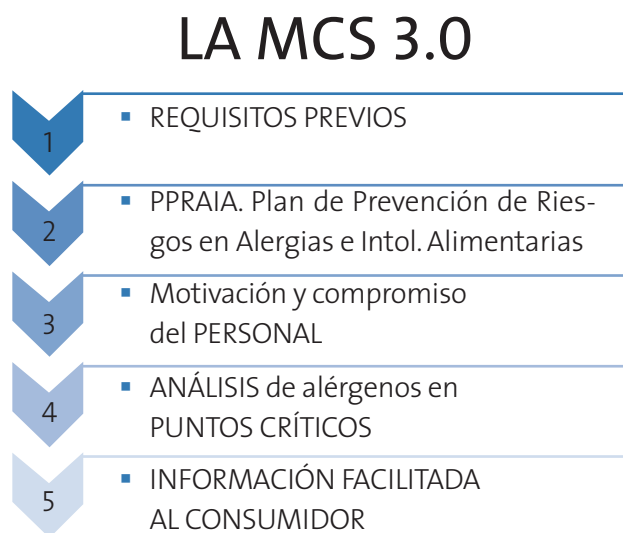 LA MCS 3.0
1
▪ REQUISITOS PREVIOS
2
▪ PPRAIA. Plan de Prevención de Ries-
gos en Alergias e Intol. Alimentarias
3
▪ Motivación y compromiso
del PERSONAL
4
▪ ANÁLISIS de alérgenos en
PUNTOS CRÍTICOS
5
▪ INFORMACIÓN FACILITADA
AL CONSUMIDOR